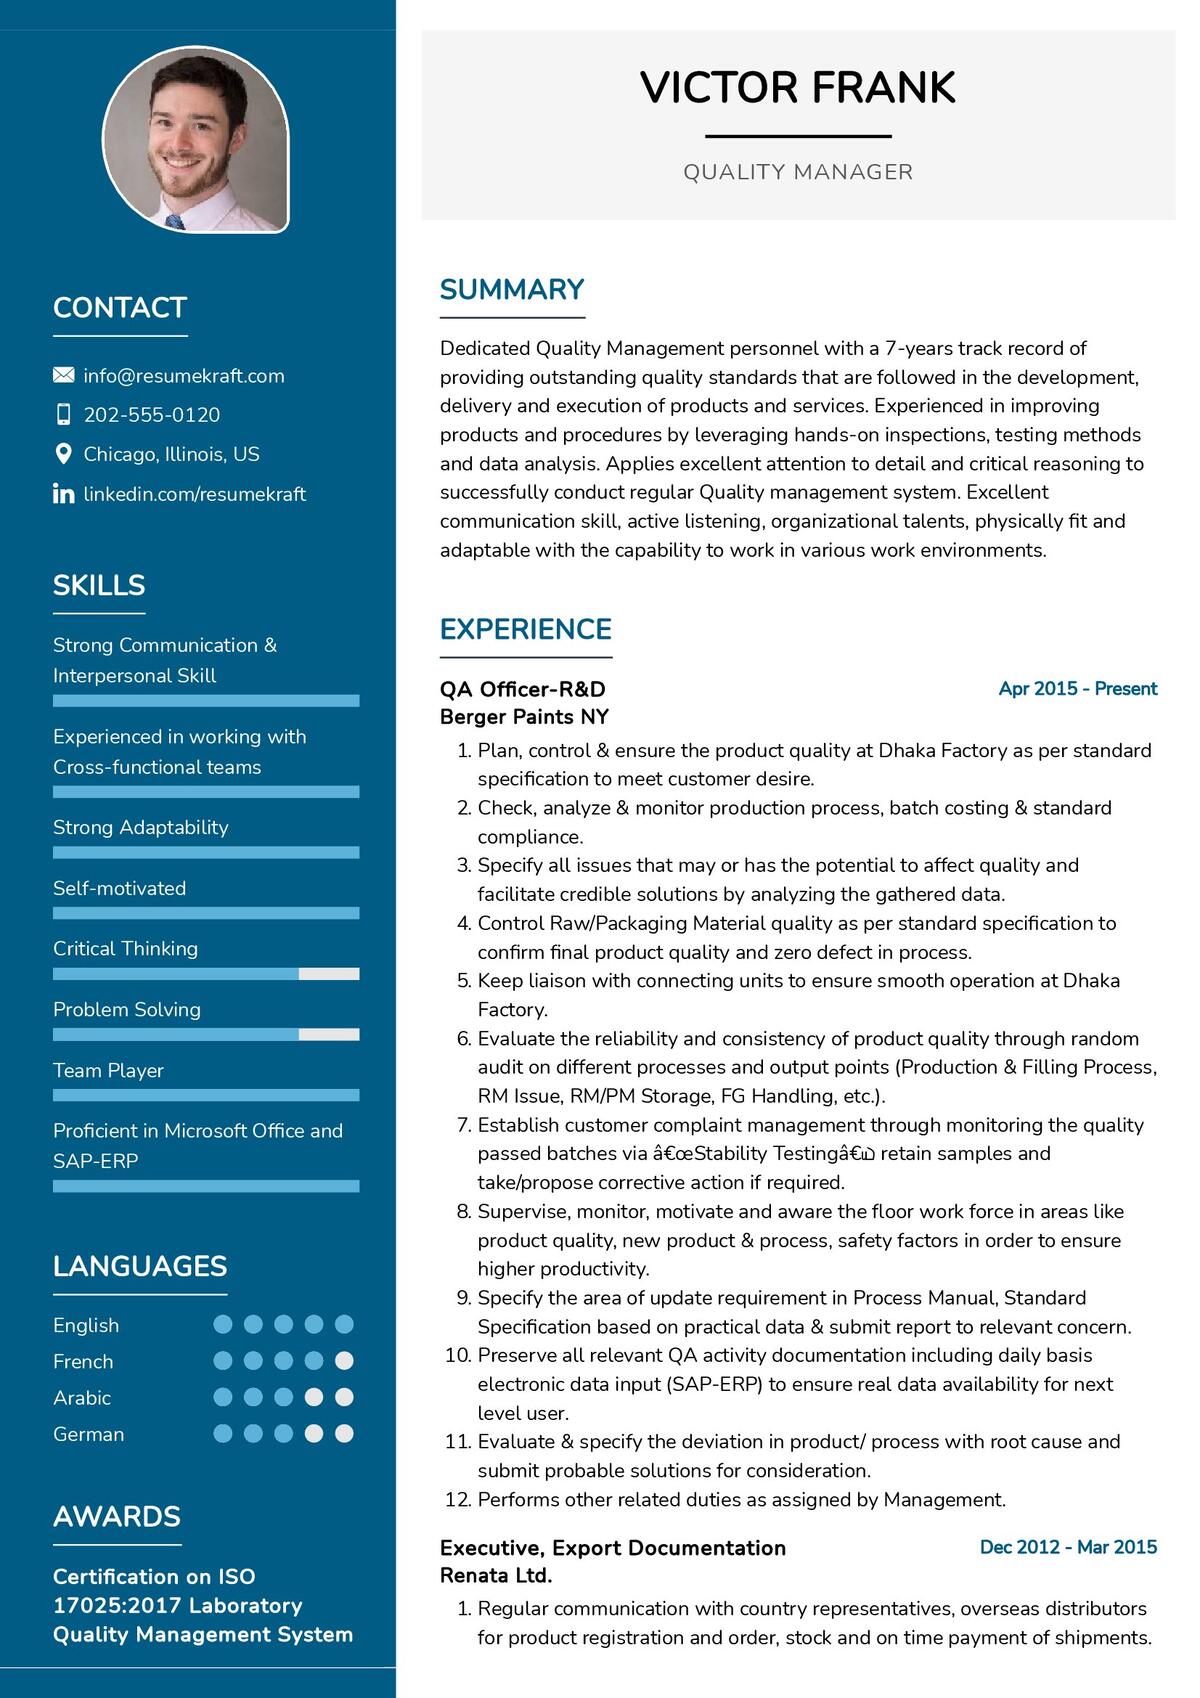 CONTACT
info@resumekraft.com
202-555-0120
Chicago, Illinois, US
linkedin.com/resumekraft
SKILLS
Strong Communication &
Interpersonal Skill
Experienced in working with
Cross-functional teams
Strong Adaptability
Self-motivated
Critical Thinking
Problem Solving
Team Player
Proficient in Microsoft Office and
SAP-ERP
LANGUAGES
English
French
Arabic
German
AWARDS
Certification on ISO
17025:2017 Laboratory
Quality Management System
VICTOR FRANK
QUALITY MANAGER
SUMMARY
Dedicated Quality Management personnel with a 7-years track record of
providing outstanding quality standards that are followed in the development,
delivery and execution of products and services. Experienced in improving
products and procedures by leveraging hands-on inspections, testing methods
and data analysis. Applies excellent attention to detail and critical reasoning to
successfully conduct regular Quality management system. Excellent
communication skill, active listening, organizational talents, physically fit and
adaptable with the capability to work in various work environments.
EXPERIENCE
QA Officer-R&D
Apr 2015 - Present
Berger Paints NY
1. Plan, control & ensure the product quality at Dhaka Factory as per standard
specification to meet customer desire.
2. Check, analyze & monitor production process, batch costing & standard
compliance.
3. Specify all issues that may or has the potential to affect quality and
facilitate credible solutions by analyzing the gathered data.
4. Control Raw/Packaging Material quality as per standard specification to
confirm final product quality and zero defect in process.
5. Keep liaison with connecting units to ensure smooth operation at Dhaka
Factory.
6. Evaluate the reliability and consistency of product quality through random
audit on different processes and output points (Production & Filling Process,
RM Issue, RM/PM Storage, FG Handling, etc.).
7. Establish customer complaint management through monitoring the quality
passed batches via â€œStability Testingâ€ retain samples and
take/propose corrective action if required.
8. Supervise, monitor, motivate and aware the floor work force in areas like
product quality, new product & process, safety factors in order to ensure
higher productivity.
9. Specify the area of update requirement in Process Manual, Standard
Specification based on practical data & submit report to relevant concern.
10. Preserve all relevant QA activity documentation including daily basis
electronic data input (SAP-ERP) to ensure real data availability for next
level user.
11. Evaluate & specify the deviation in product/ process with root cause and
submit probable solutions for consideration.
12. Performs other related duties as assigned by Management.
Executive, Export Documentation
Dec 2012 - Mar 2015
Renata Ltd.
1. Regular communication with country representatives, overseas distributors
for product registration and order, stock and on time payment of shipments.